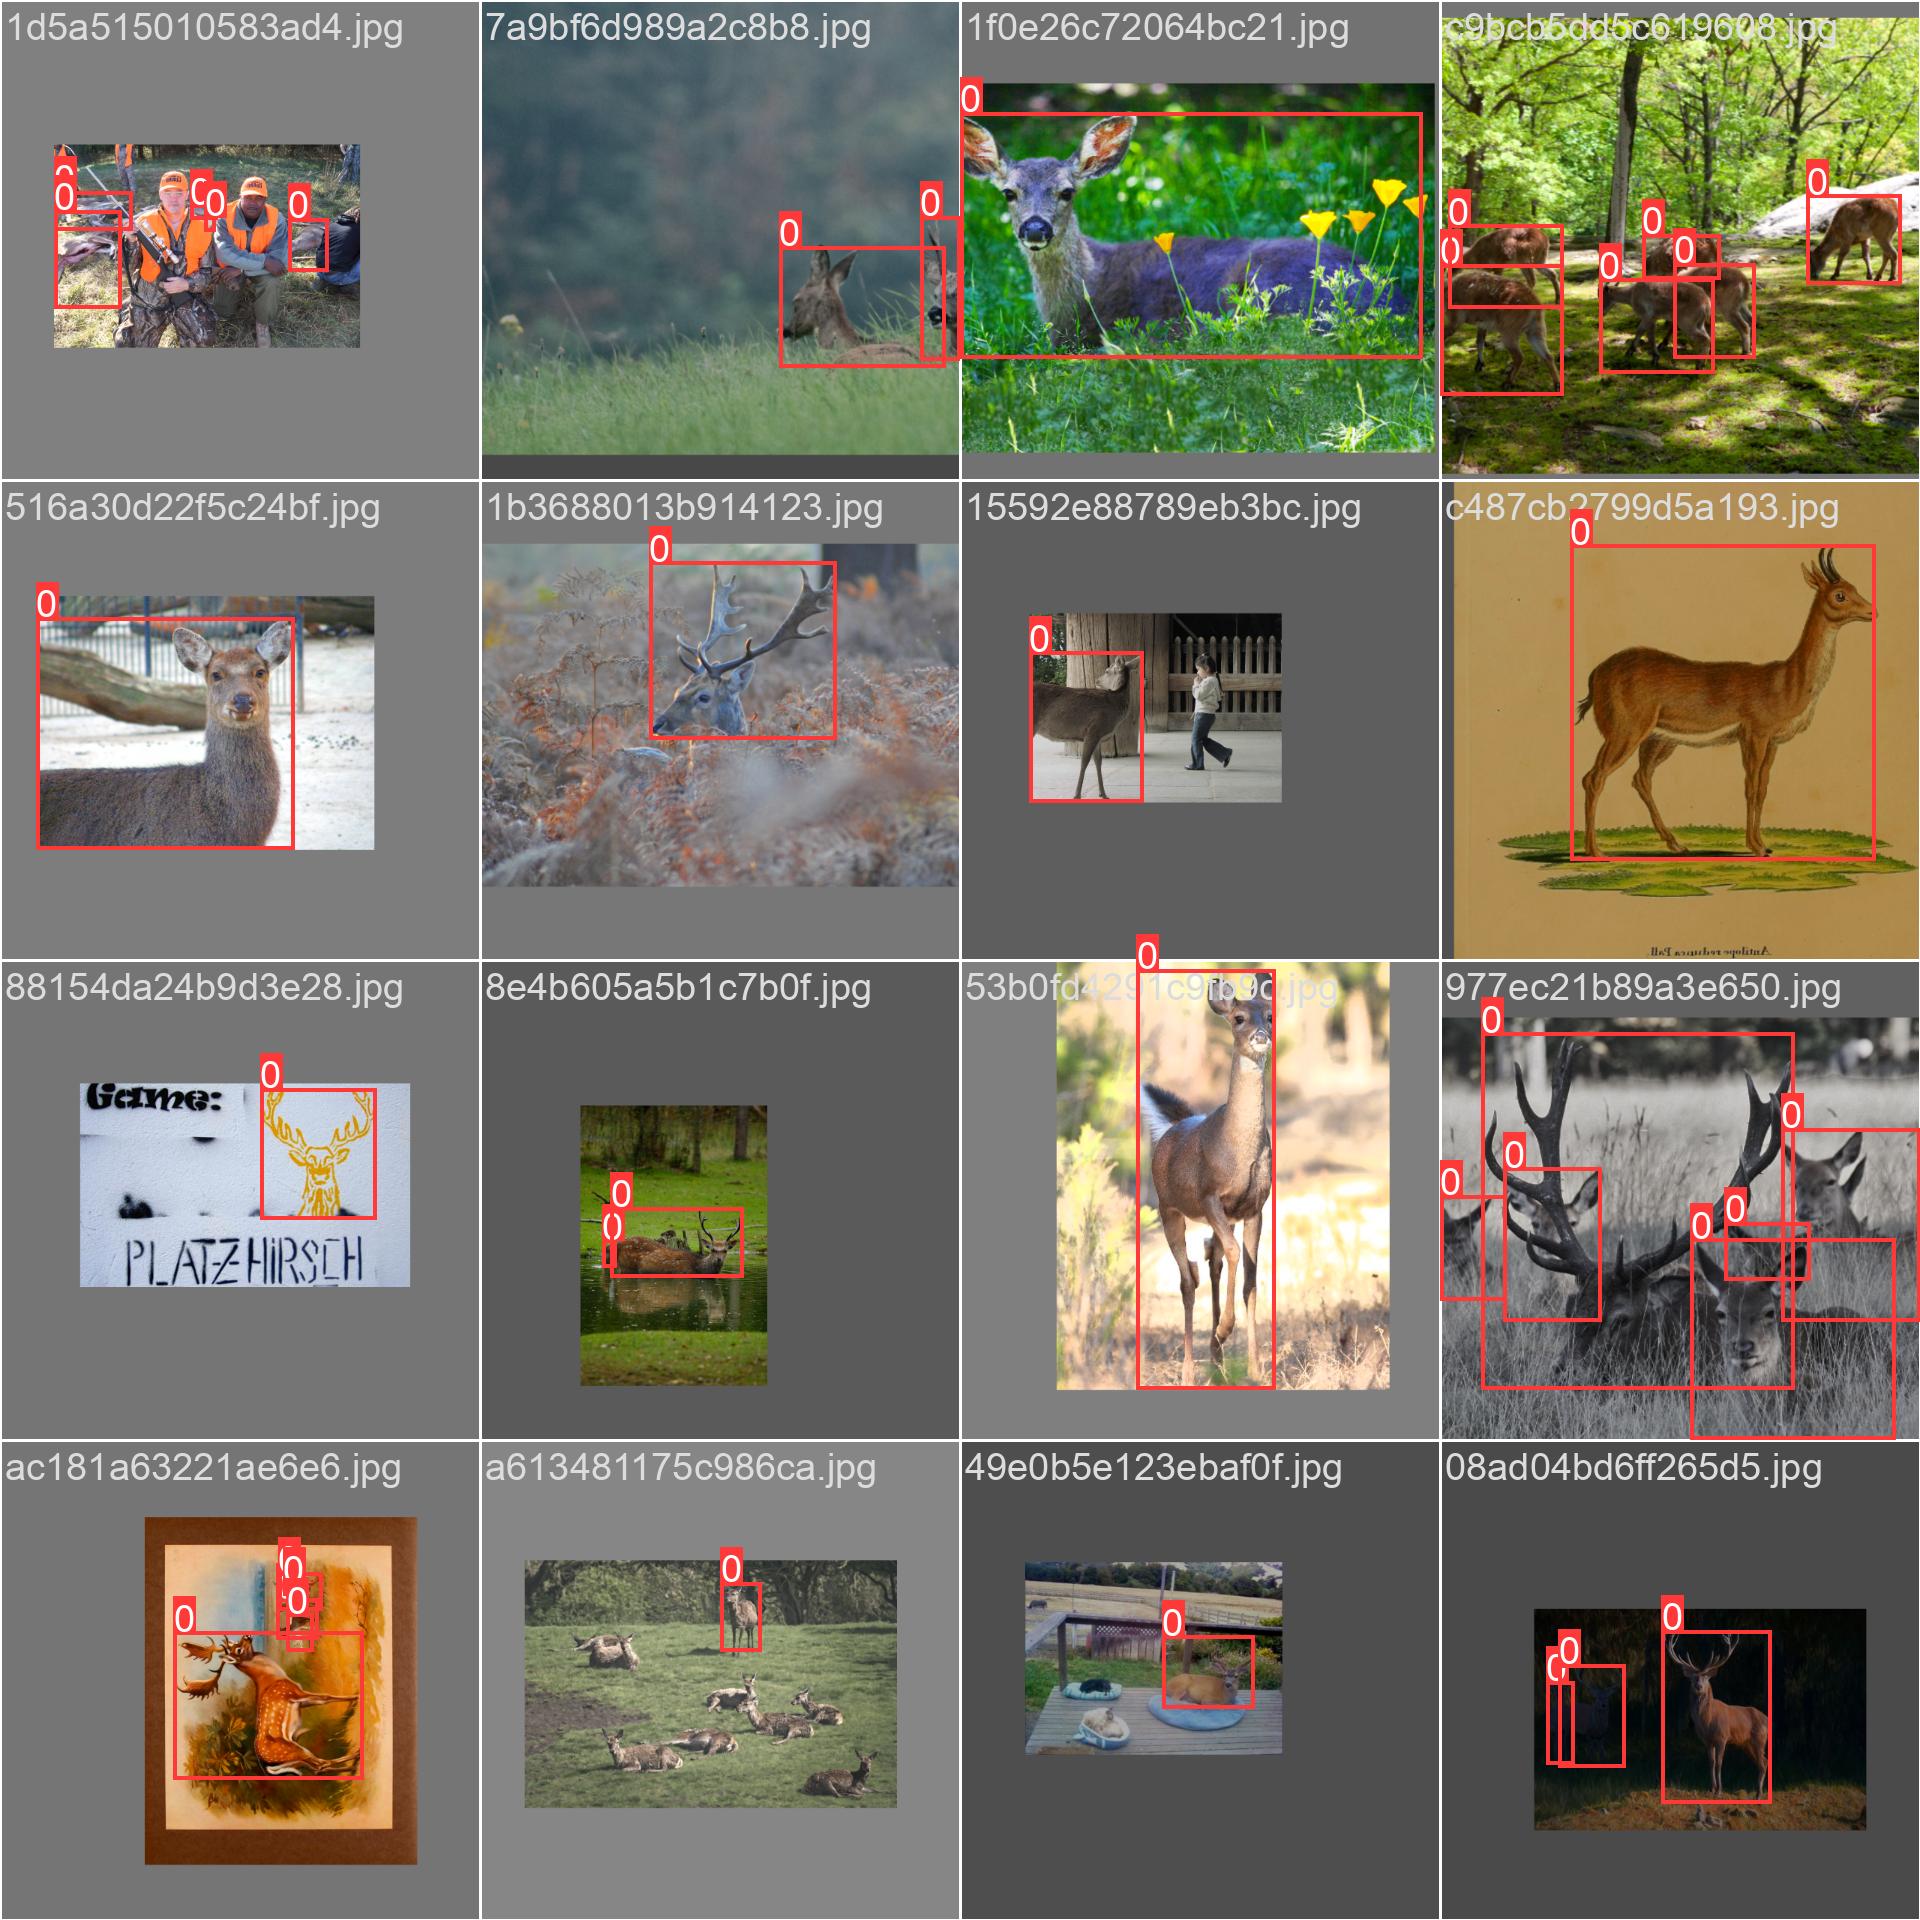 1d5a515010583ad4.jpg
7a9bf6d989a2c8b8.jpg
1f0e26c72064bc21.jpg
c9bcb5dd5c619608.jpg
0
0
0
0
0
0
0
0
0
0
0
0
0
0
516a30d22f5c24bf.jpg
1b3688013b914123.jpg
15592e88789eb3bc.jpg
c487cb2799d5a193.jpg
0
0
0
0
Antilope redunca Pall.
88154da24b9d3e28.jpg
8e4b605a5b1c7b0f.jpg
53b0fd4291c9fb9c.jpg
977ec21b89a3e650.jpg
0
0
0
0
0
0
0
0
0
0
Game:
PLATZHIRSCH
ac181a63221ae6e6.jpg
a613481175c986ca.jpg
49e0b5e123ebaf0f.jpg
08ad04bd6ff265d5.jpg
0
0
0
0
0
0
0
0
0